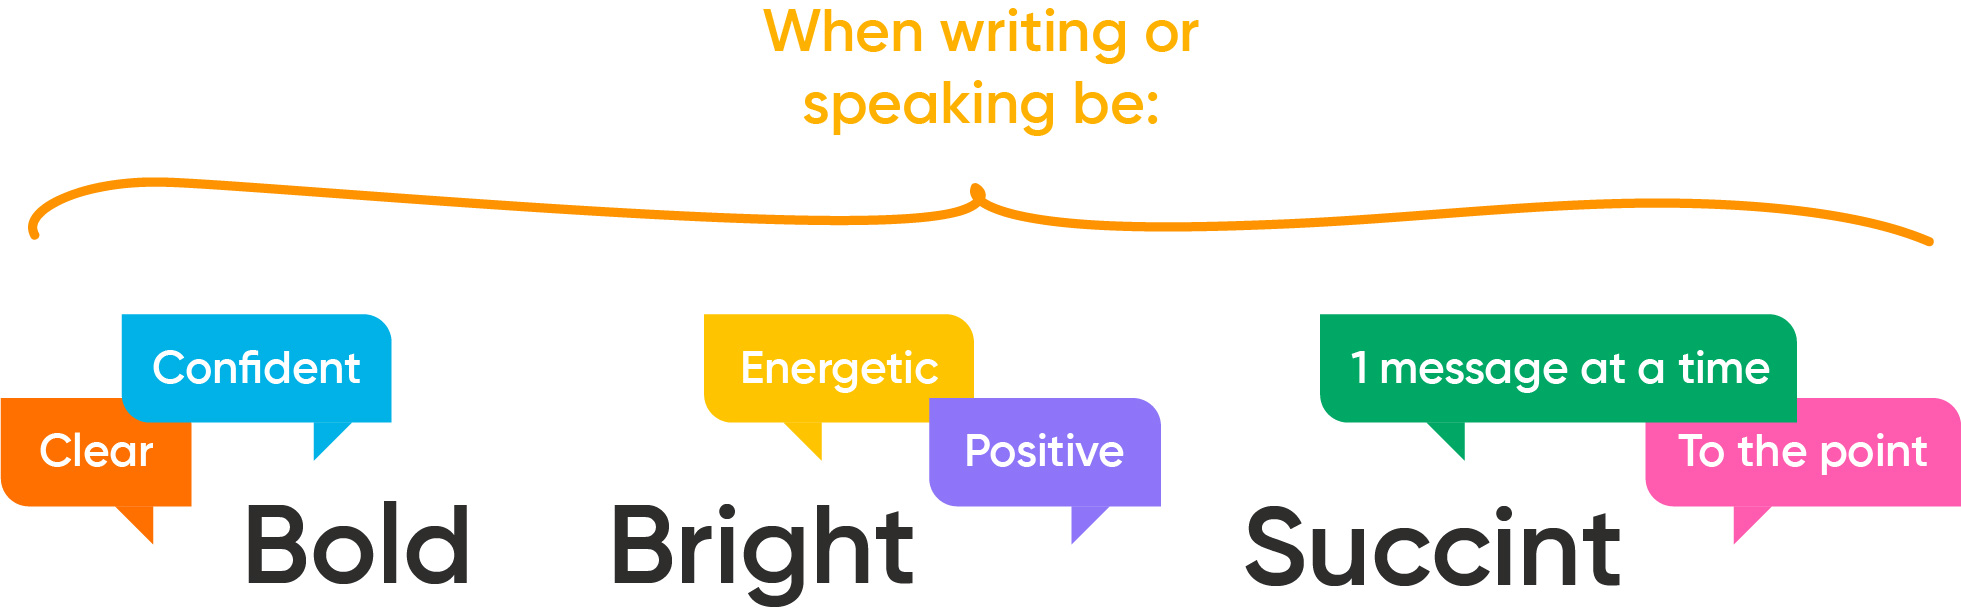 When writing or
speaking be:
Confident
Clear
Bold
Energetic
Positive
Bright
1 message at a time
To the point
Succint